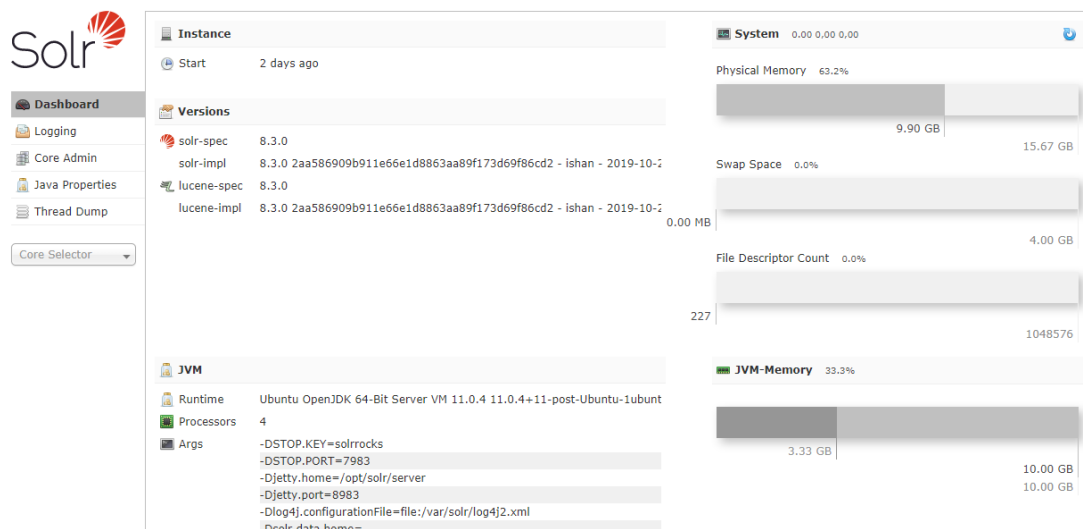 Solr
Dashboard
Logging
Core Admin
Java Properties
Thread Dump
Core Selector
Instance
Start 2 days ago
Versions
solr-spec 8.3.0
solr-impl 8.3.0 2aa586909b911e66e1d8863aa89f173d69f86cd2 - ishan - 2019-10-2
lucene-spec 8.3.0
lucene-impl 8.3.0 2aa586909b911e66e1d8863aa89f173d69f86cd2 - ishan - 2019-10-2
System 0.00 0.00 0.00
Physical Memory 63.2%
9.90 GB
15.67 GB
Swap Space 0.0%
0.00 MB
4.00 GB
File Descriptor Count 0.0%
227
1048576
JVM
Runtime Ubuntu OpenJDK 64-Bit Server VM 11.0.4 11.0.4+11-post-Ubuntu-1ubunt
Processors 4
Args -DSTOP.KEY=solrrocks
-DSTOP.PORT=7983
-Djetty.home=/opt/solr/server
-Djetty.port=8983
-Dlog4j.configurationFile=file:/var/solr/log4j2.xml
-Dsolr.data.home=
JVM-Memory 33.3%
3.33 GB
10.00 GB
10.00 GB